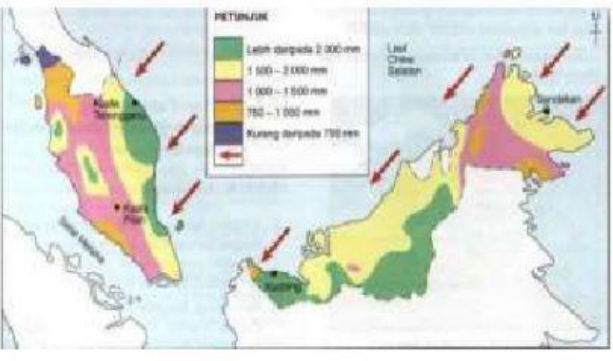 PETUNJUK
Lebih daripada 2 000 mm
1 500 – 2 000 mm
1 000 – 1 500 mm
750 – 1 000 mm
Kurang daripada 750 mm
U
Laut
China
Selatan
Sandakan
Kuala
Terengganu
Kuala
Pilah
Selat Melaka
Kuching